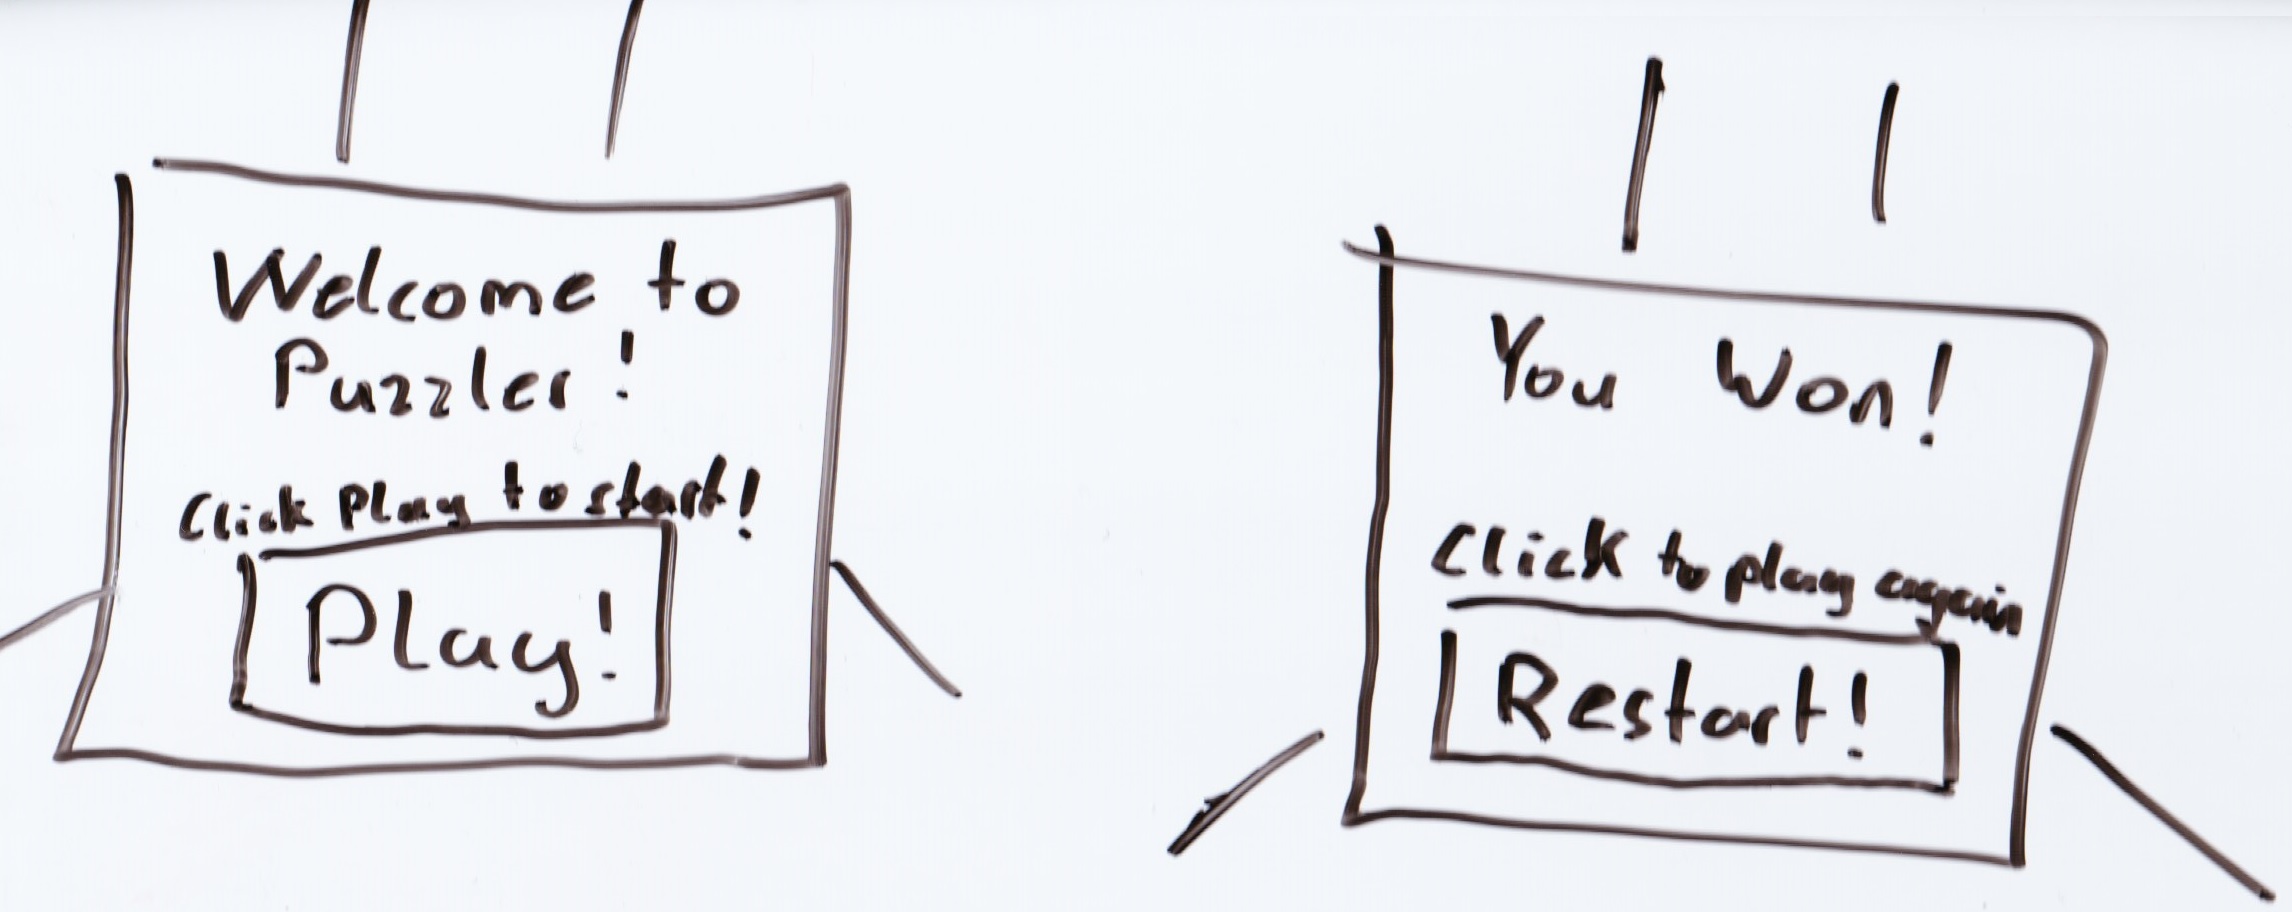 Welcome to
Puzzler!
Click Play to start!
Play!
You Won!
Click to play again
Restart!